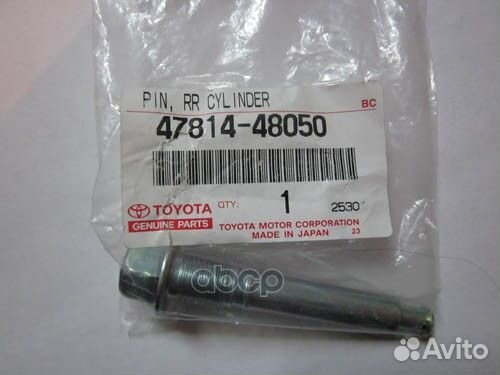 PIN, RR CYLINDER
BC
47814-48050
TOYOTA
GENUINE PARTS
QTY: 1 2530
TOYOTA MOTOR CORPORATION
MADE IN JAPAN 23
abcp
Avito